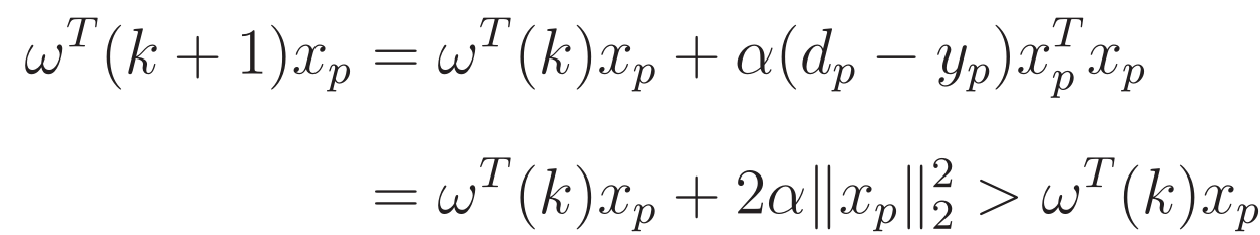 ω^T(k + 1)x_p = ω^T(k)x_p + α(d_p − y_p)x_p^T x_p
= ω^T(k)x_p + 2α‖x_p‖_2^2 > ω^T(k)x_p